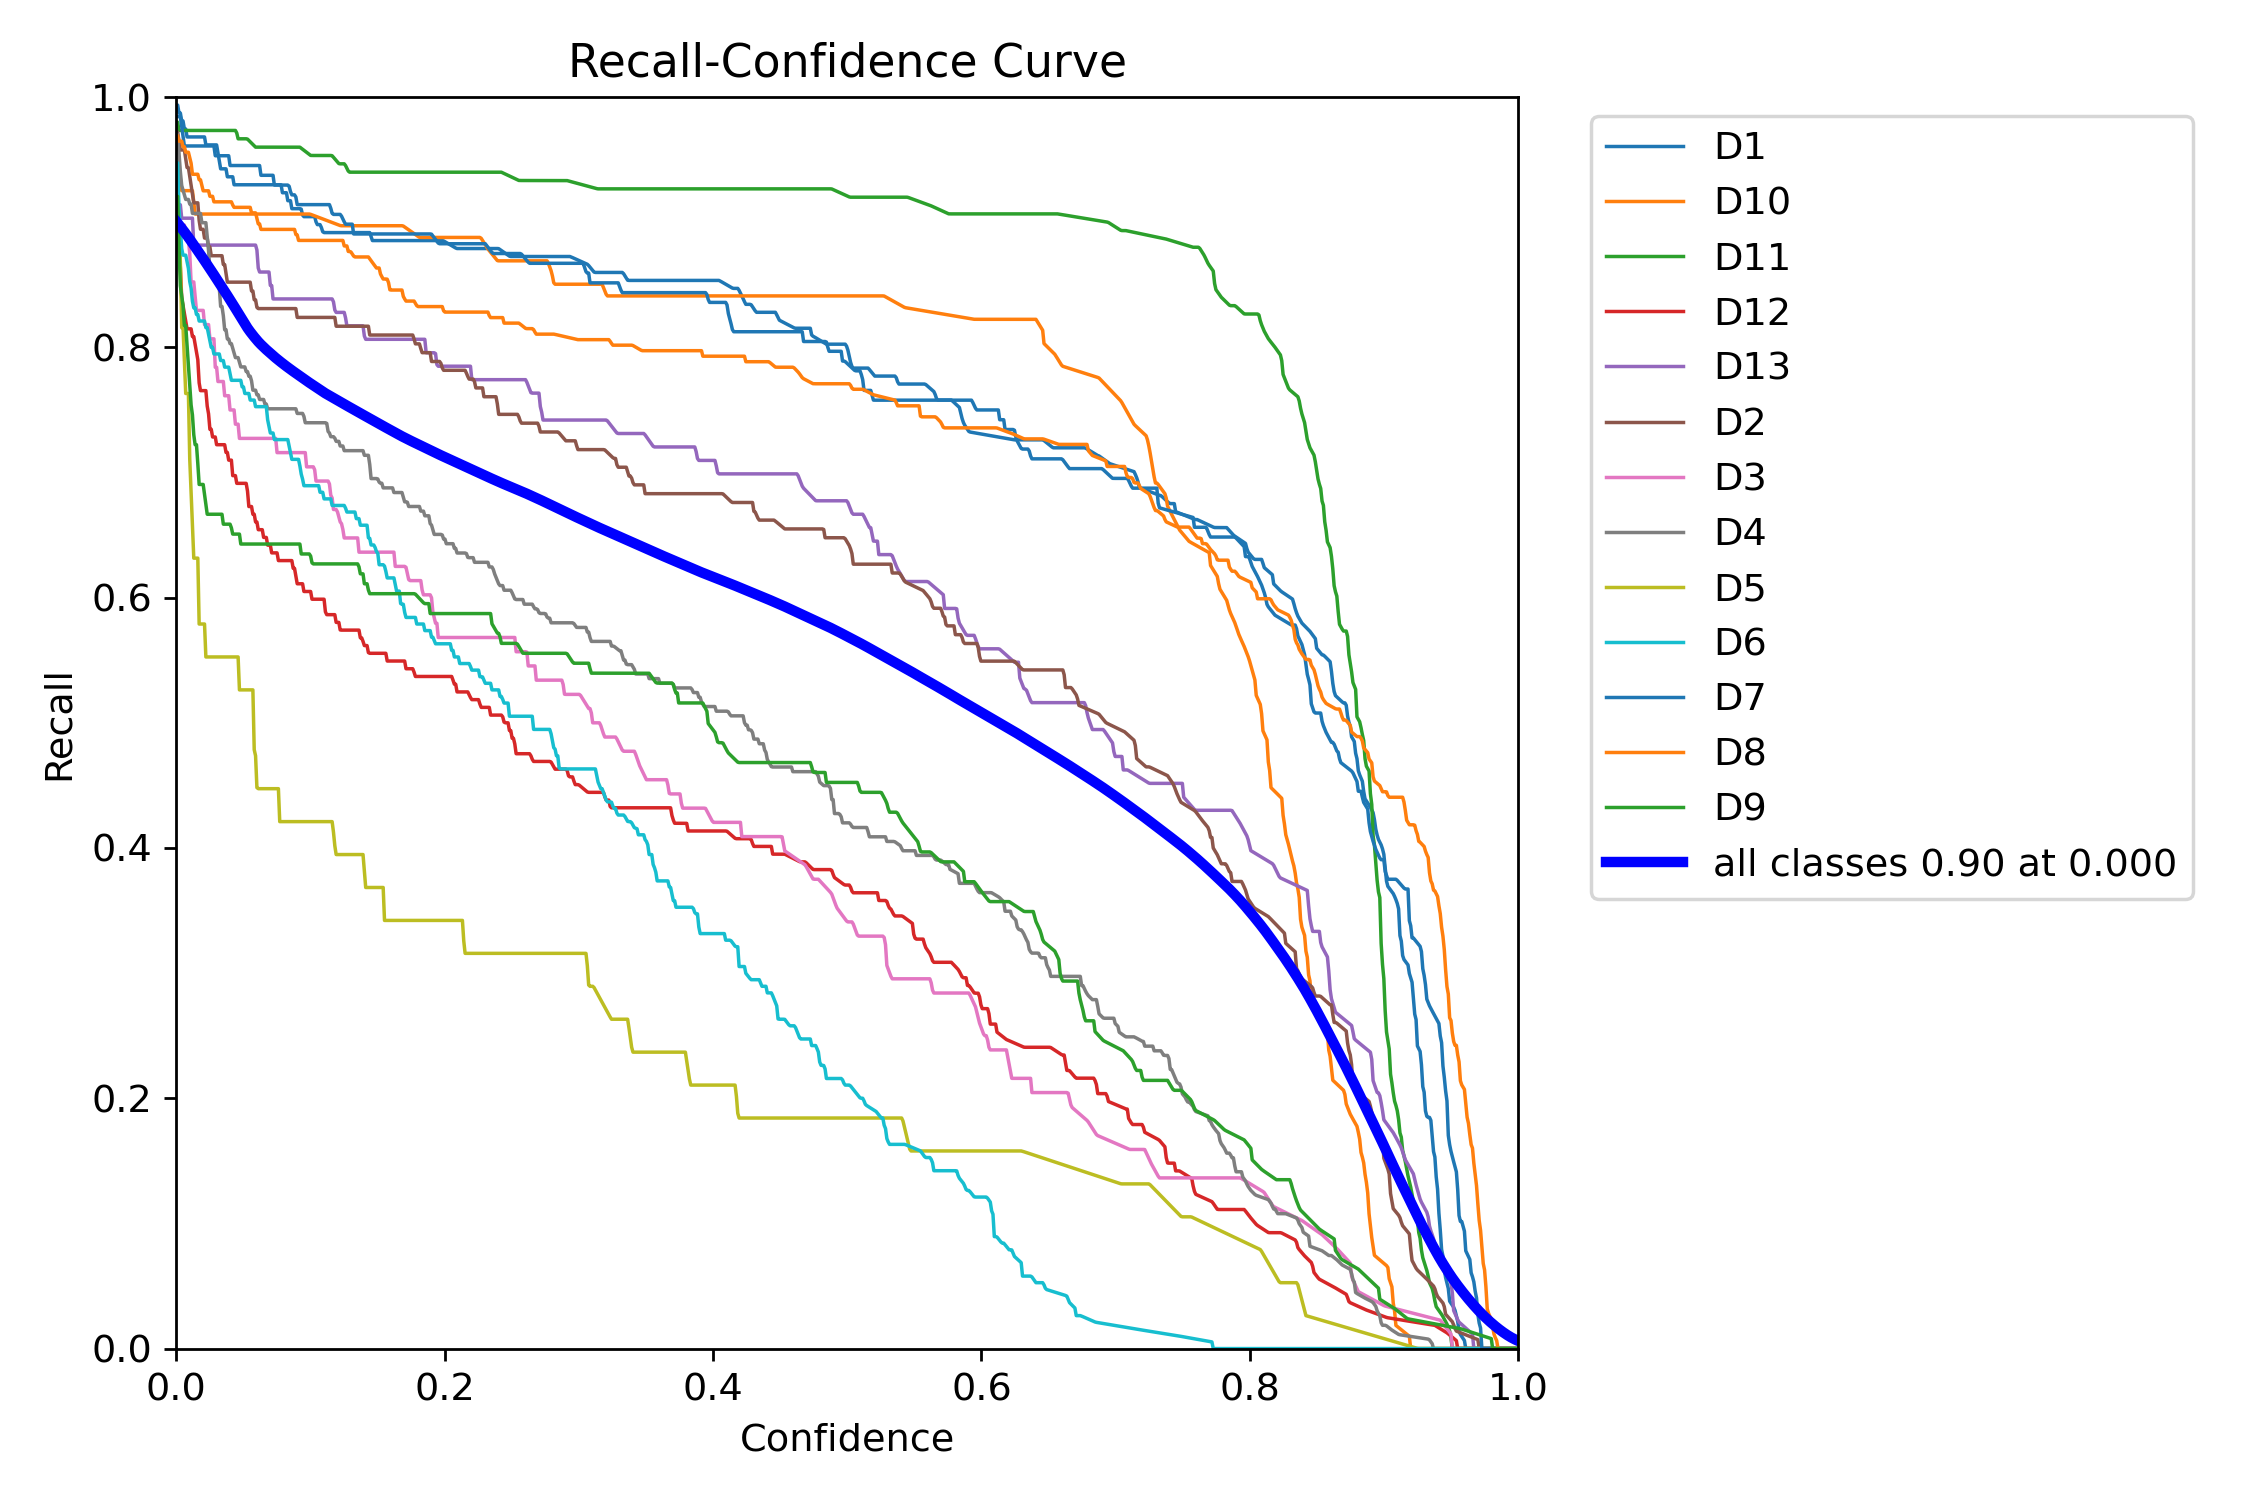 Recall-Confidence Curve
1.0
0.8
0.6
0.4
0.2
0.0
Recall
0.0 0.2 0.4 0.6 0.8 1.0
Confidence
D1
D10
D11
D12
D13
D2
D3
D4
D5
D6
D7
D8
D9
all classes 0.90 at 0.000